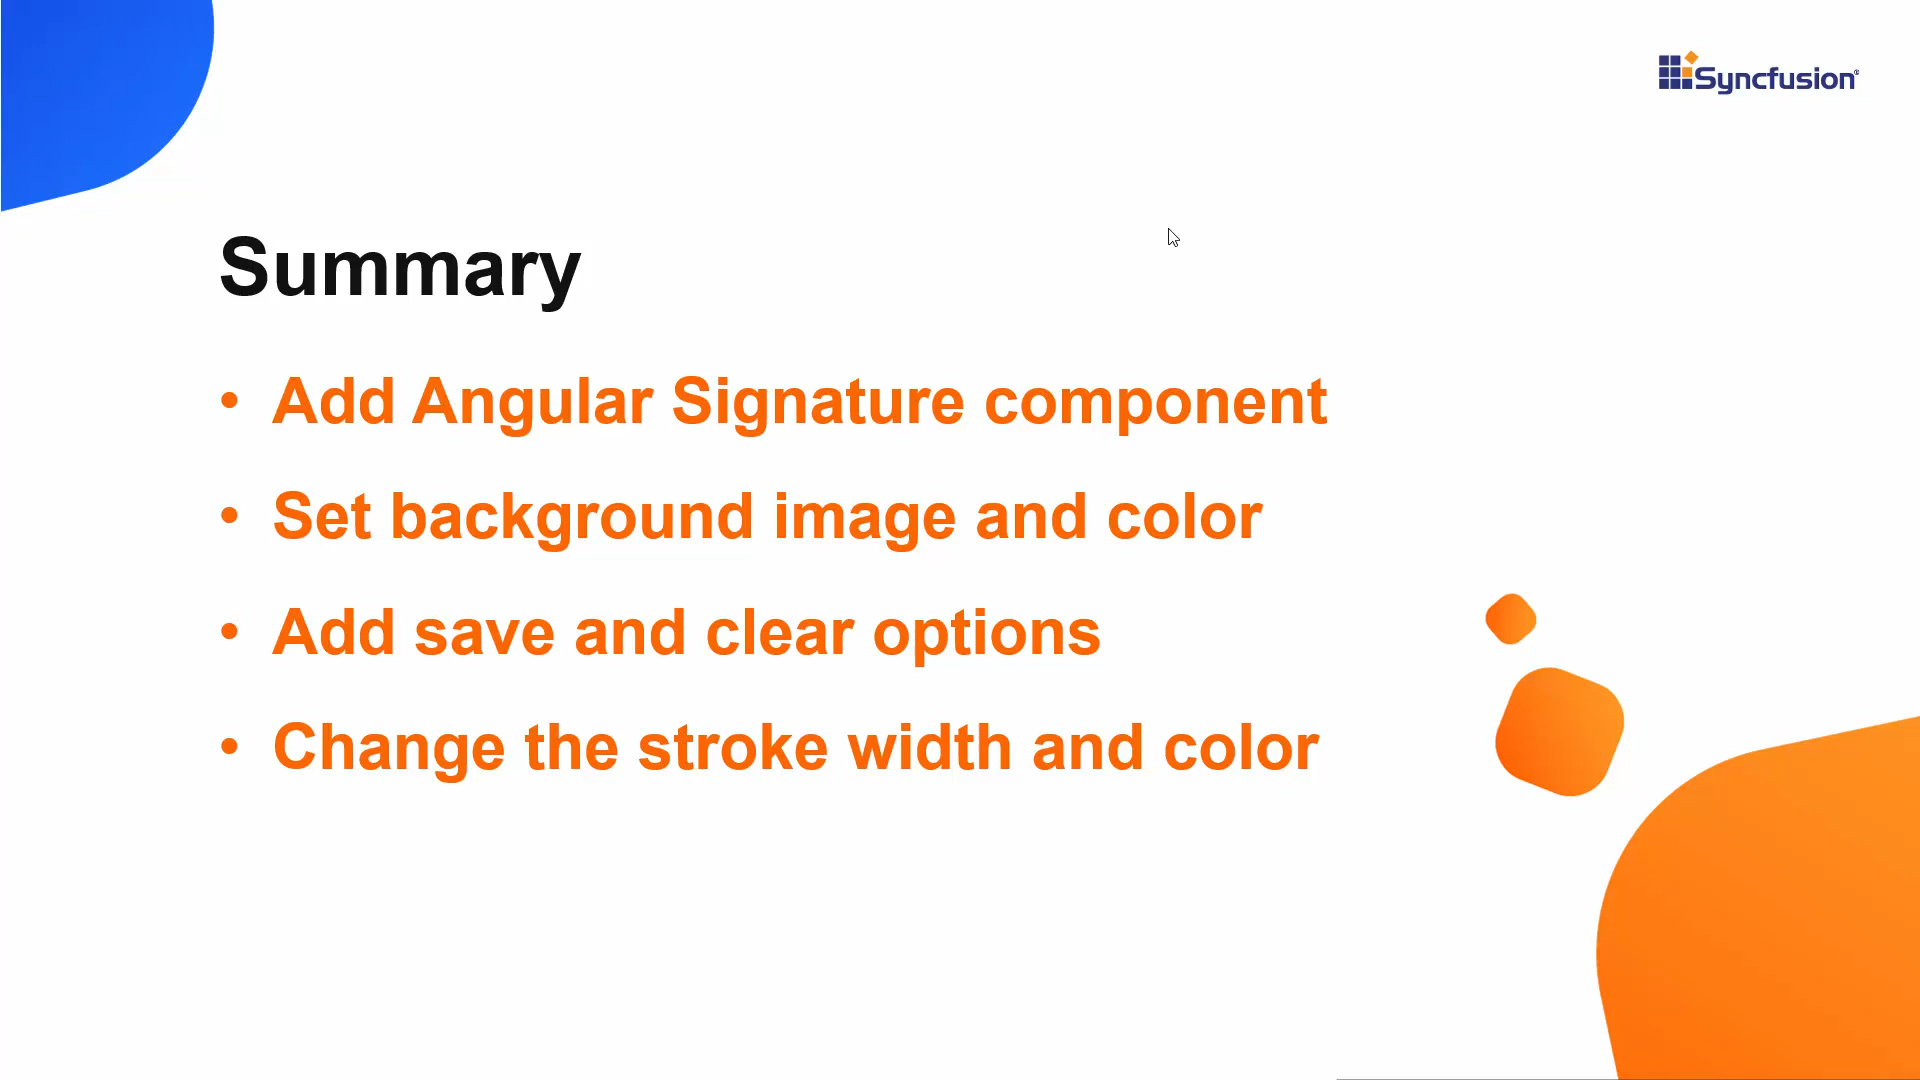 Syncfusion
Summary
• Add Angular Signature component
• Set background image and color
• Add save and clear options
• Change the stroke width and color